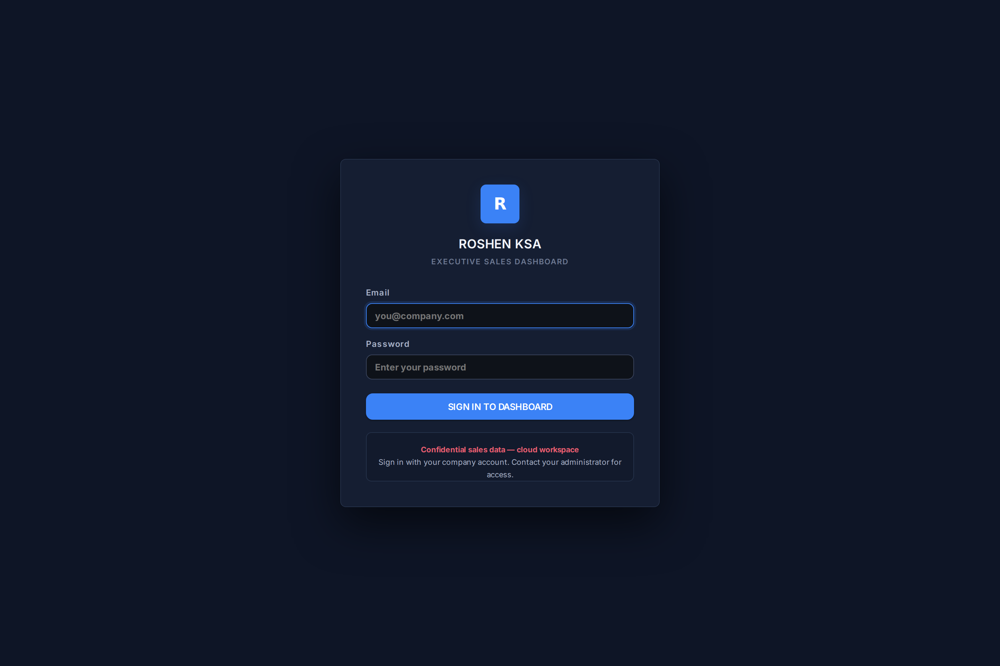 R
ROSHEN KSA
EXECUTIVE SALES DASHBOARD
Email
you@company.com
Password
Enter your password
SIGN IN TO DASHBOARD
Confidential sales data — cloud workspace
Sign in with your company account. Contact your administrator for
access.